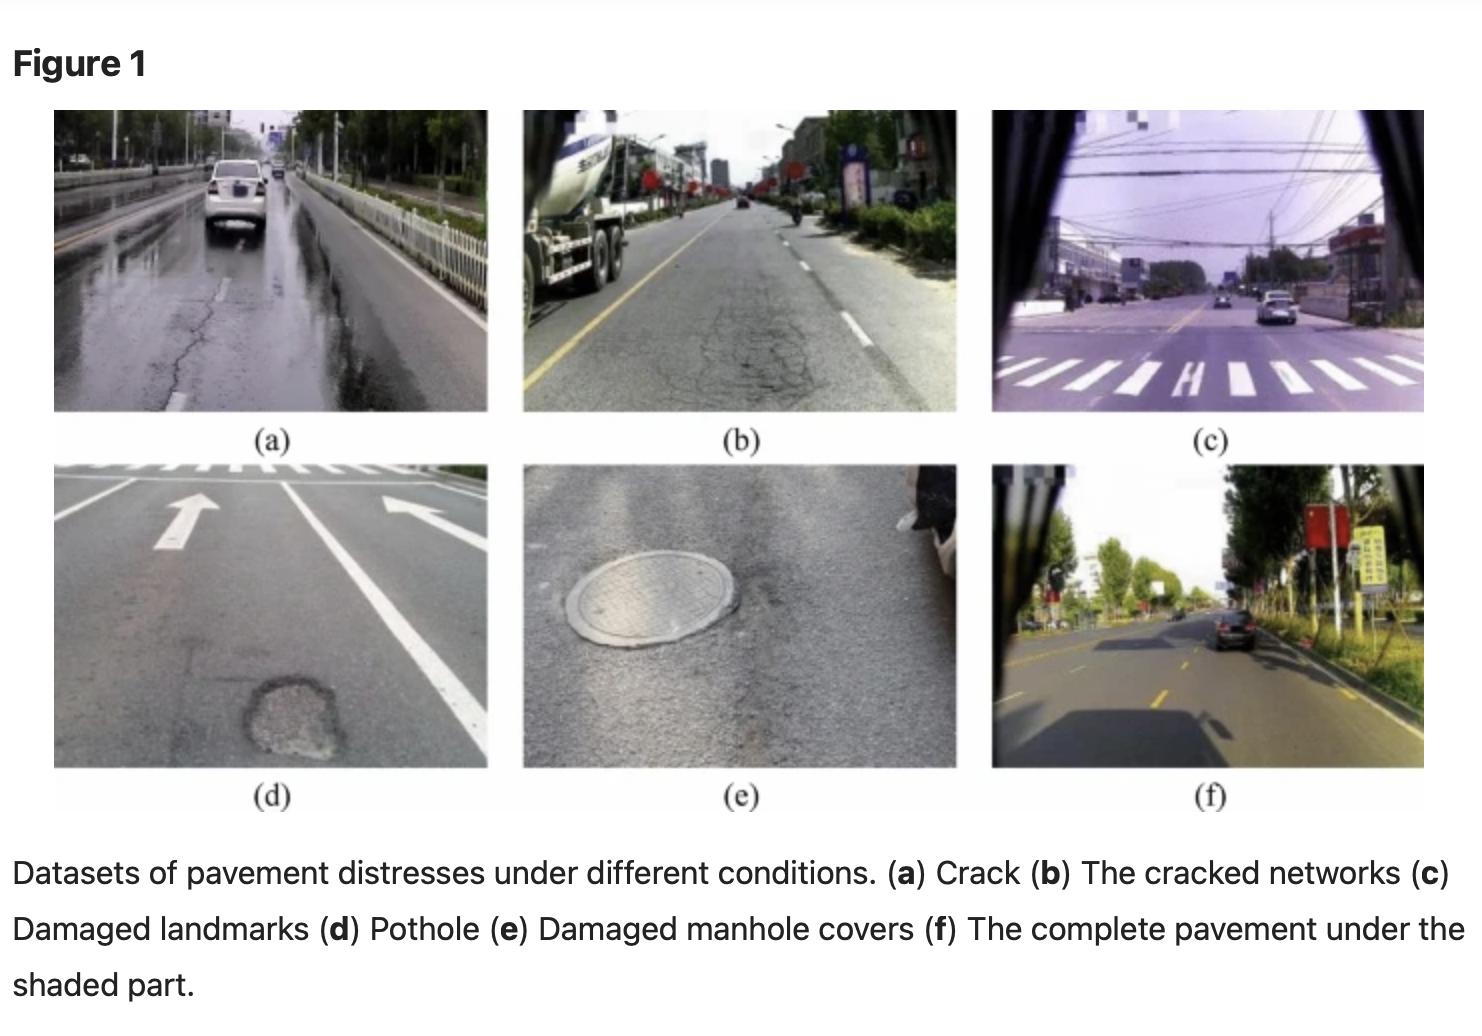 Figure 1
(a)
(b)
(c)
(d)
(e)
(f)
Datasets of pavement distresses under different conditions. (a) Crack (b) The cracked networks (c)
Damaged landmarks (d) Pothole (e) Damaged manhole covers (f) The complete pavement under the
shaded part.